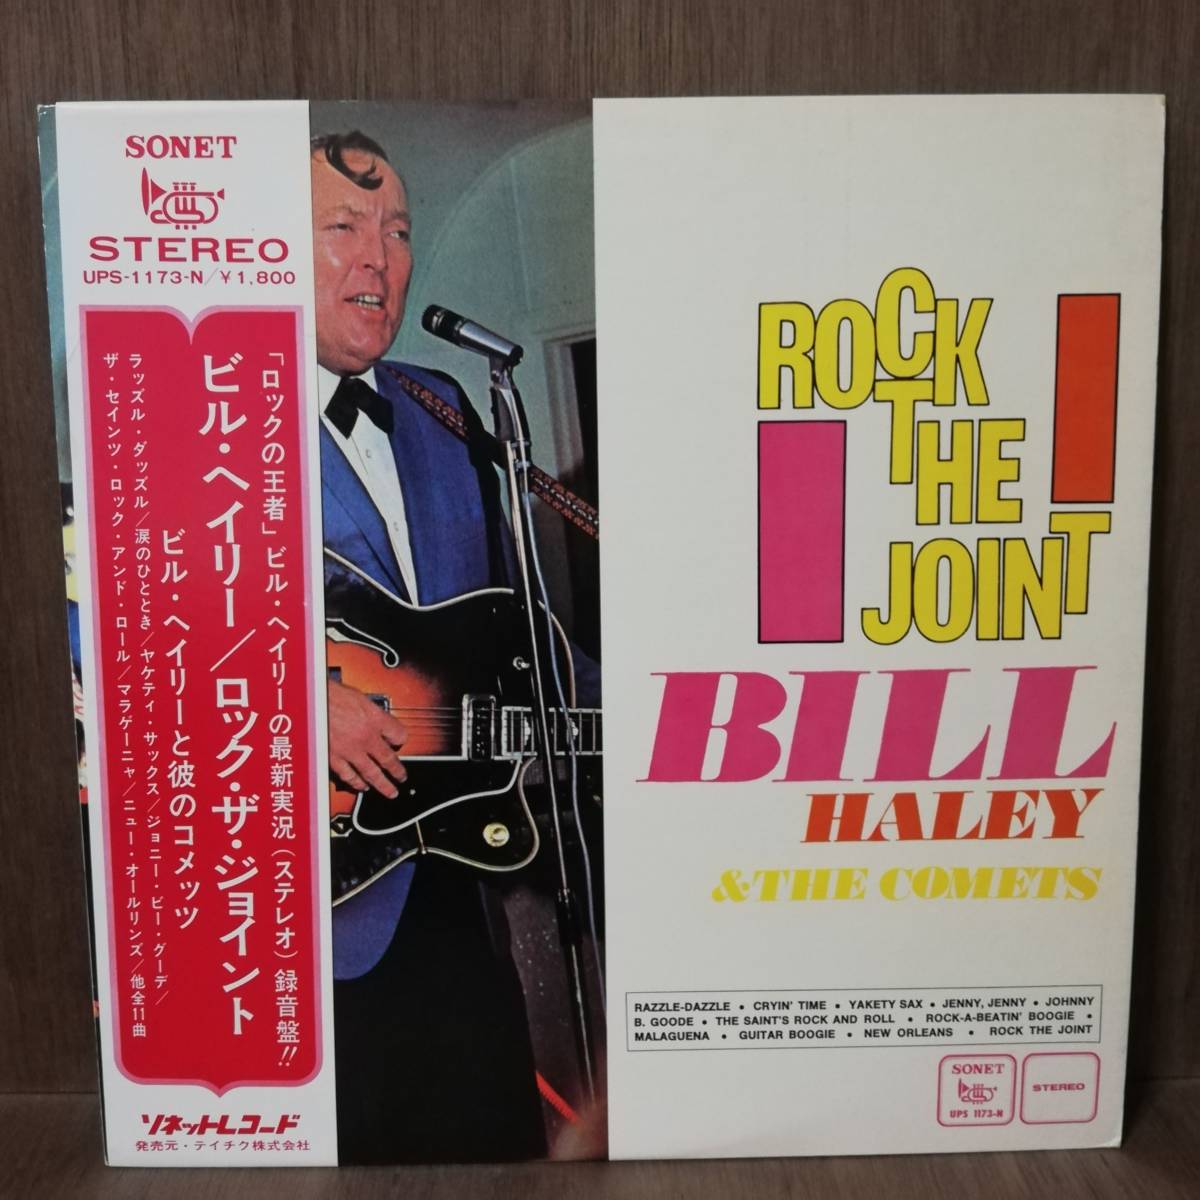 SONET
STEREO
UPS-1173-N/¥1,800
「ロックの王者」ビル・ヘイリーの最新実況(ステレオ)録音盤!!
ビル・ヘイリー/ロック・ザ・ジョイント
ビル・ヘイリーと彼のコメッツ
ラッズル・ダッズル/涙のひととき/ヤケティ・サックス/ジョニー・ビー・グーデ/
ザ・セインツ・ロック・アンド・ロール/マラゲーニャ/ニュー・オールリンズ/他全11曲
ソネットレコード
発売元・テイチク株式会社
ROCK
THE
JOINT
BILL
HALEY
&THE COMETS
RAZZLE-DAZZLE • CRYIN' TIME • YAKETY SAX • JENNY, JENNY • JOHNNY
B. GOODE • THE SAINT'S ROCK AND ROLL • ROCK-A-BEATIN' BOOGIE •
MALAGUENA • GUITAR BOOGIE • NEW ORLEANS • ROCK THE JOINT
SONET
UPS 1173-N
STEREO